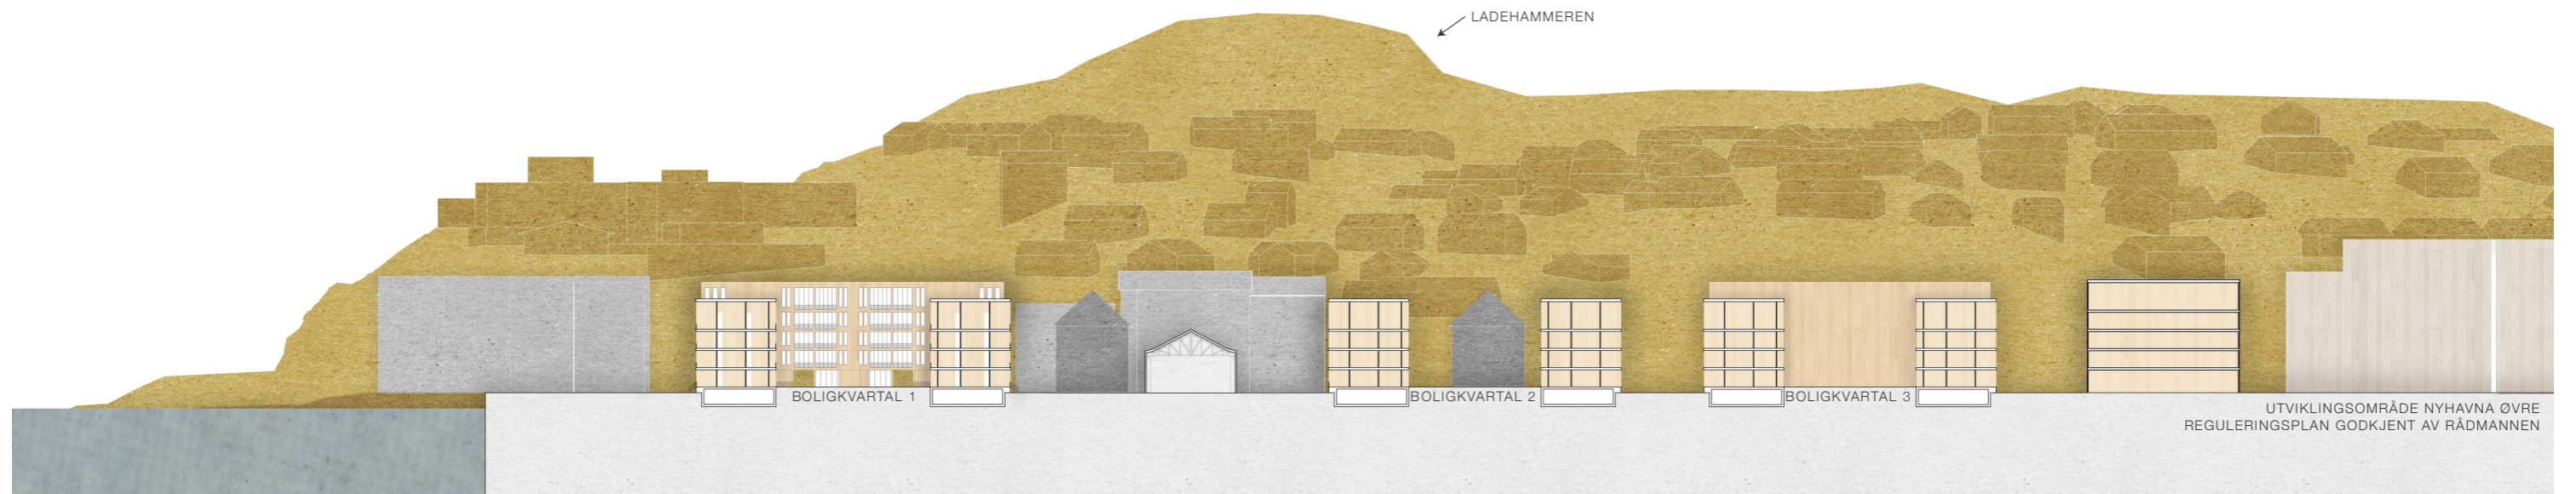 LADEHAMMEREN
BOLIGKVARTAL 1
BOLIGKVARTAL 2
BOLIGKVARTAL 3
UTVIKLINGSOMRÅDE NYHAVNA ØVRE
REGULERINGSPLAN GODKJENT AV RÅDMANNEN